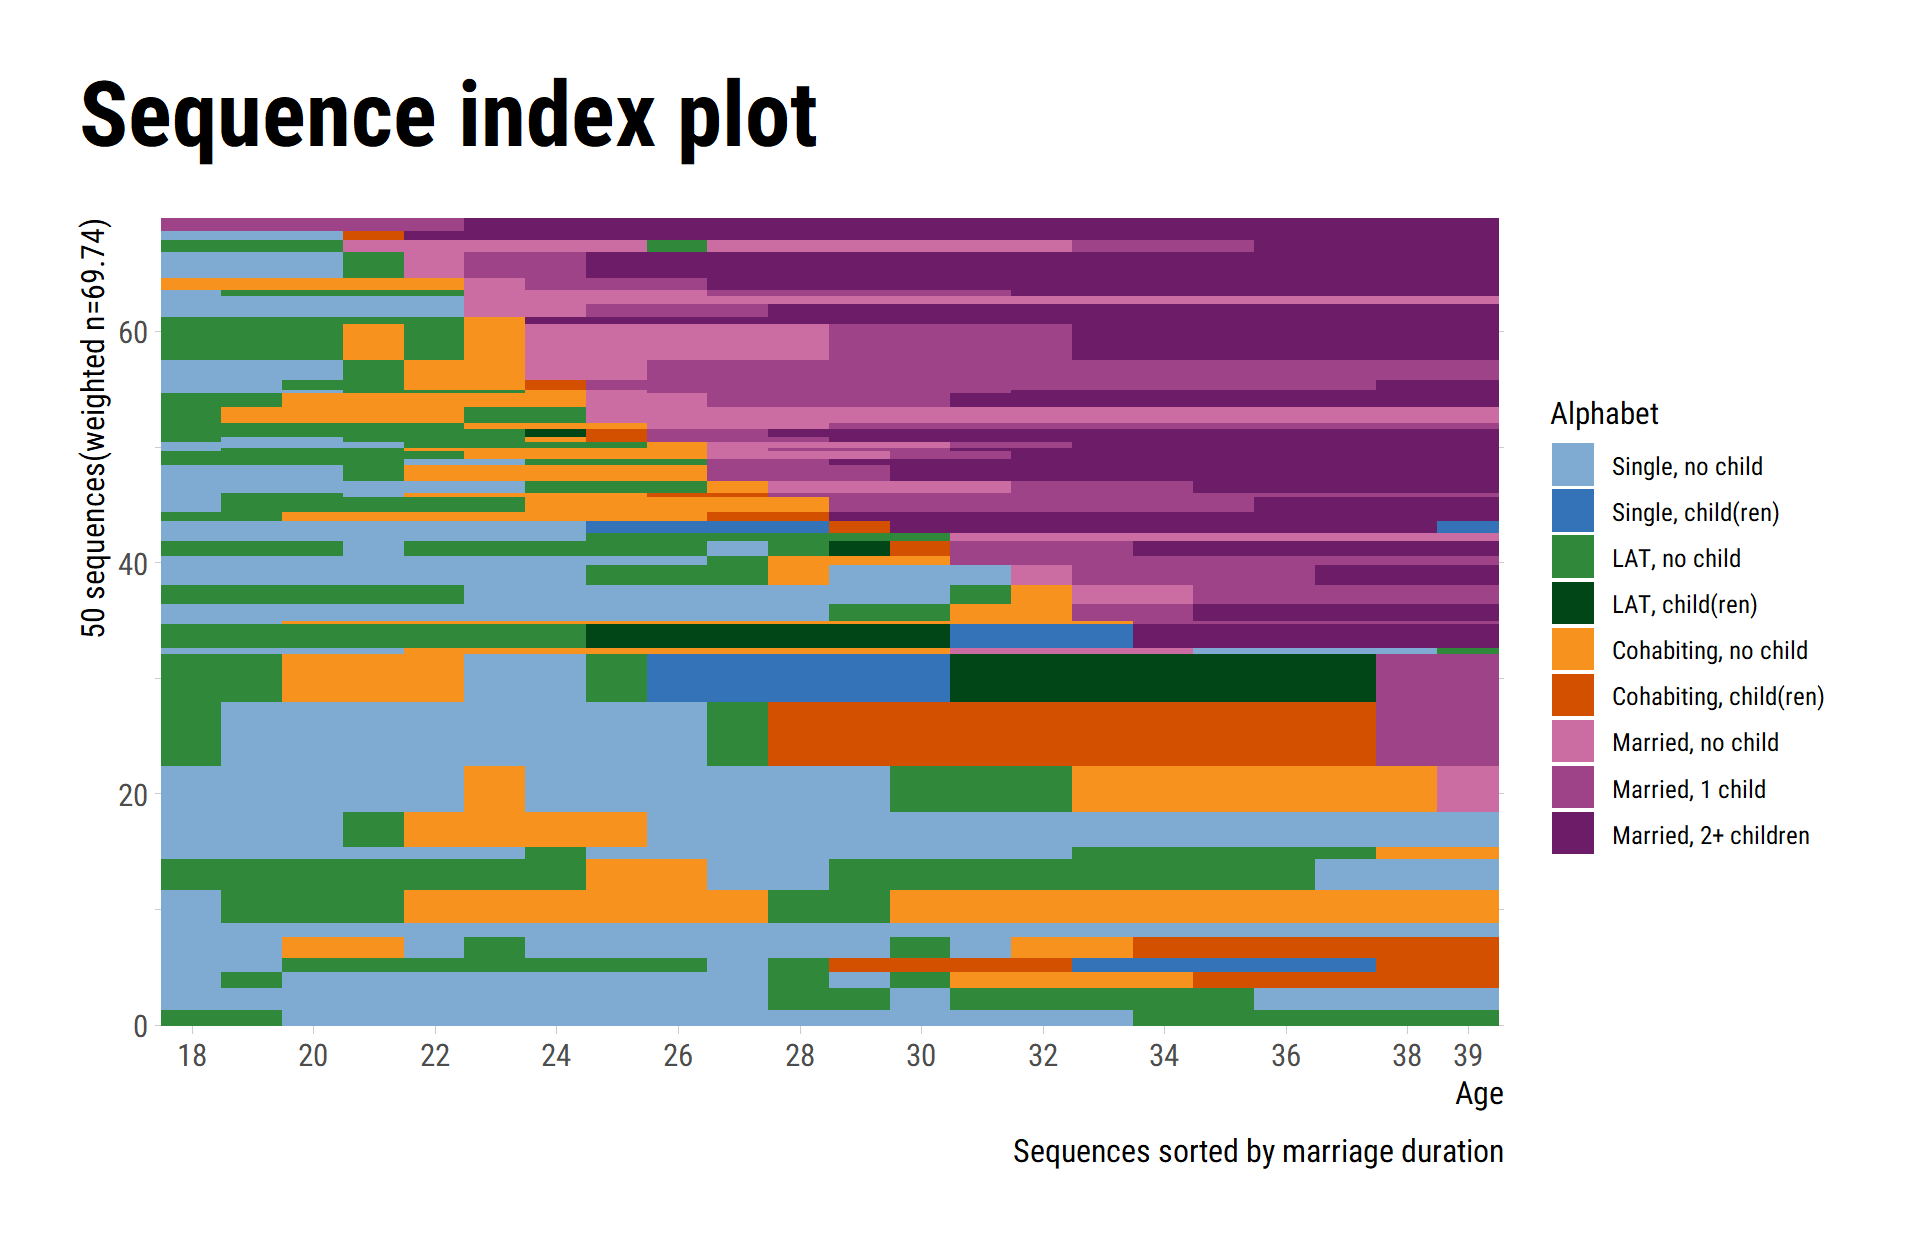 Sequence index plot
50 sequences(weighted n=69.74)
60
40
20
0
18 20 22 24 26 28 30 32 34 36 38 39
Age
Sequences sorted by marriage duration
Alphabet
Single, no child
Single, child(ren)
LAT, no child
LAT, child(ren)
Cohabiting, no child
Cohabiting, child(ren)
Married, no child
Married, 1 child
Married, 2+ children